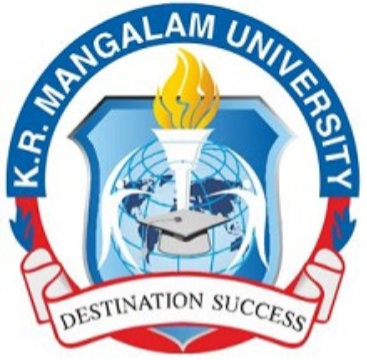 K.R. MANGALAM UNIVERSITY
DESTINATION SUCCESS